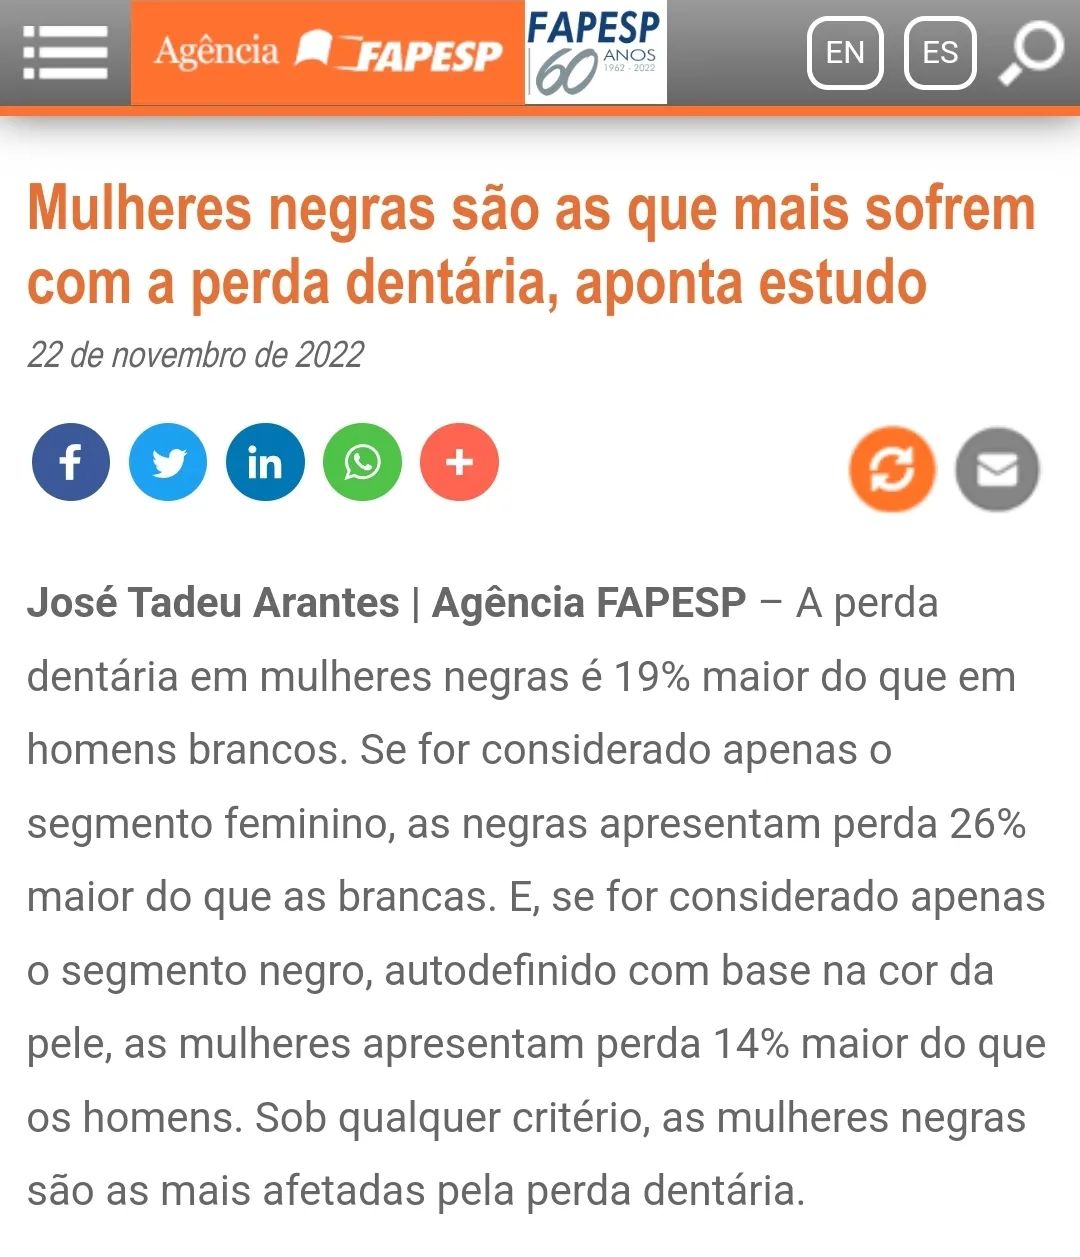 Agência FAPESP
FAPESP
60 ANOS
1962 - 2022
EN
ES
Mulheres negras são as que mais sofrem
com a perda dentária, aponta estudo
22 de novembro de 2022
José Tadeu Arantes | Agência FAPESP – A perda
dentária em mulheres negras é 19% maior do que em
homens brancos. Se for considerado apenas o
segmento feminino, as negras apresentam perda 26%
maior do que as brancas. E, se for considerado apenas
o segmento negro, autodefinido com base na cor da
pele, as mulheres apresentam perda 14% maior do que
os homens. Sob qualquer critério, as mulheres negras
são as mais afetadas pela perda dentária.